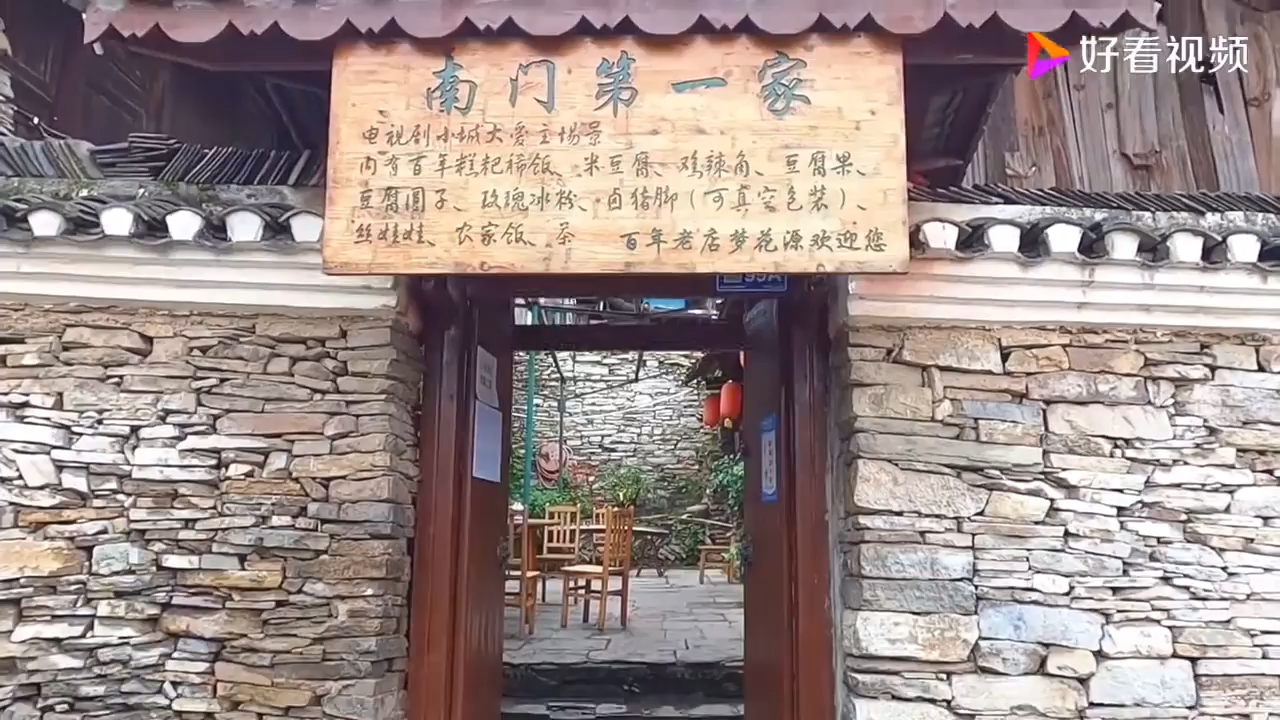 好看视频
南门第一家
电视剧小城大爱主场景
内有百年糕粑稀饭、米豆腐、鸡辣角、豆腐果、
豆腐圆子、玫瑰冰粉、卤猪脚(可真空包装)、
丝娃娃、农家饭、茶 百年老店梦花源欢迎您
99A